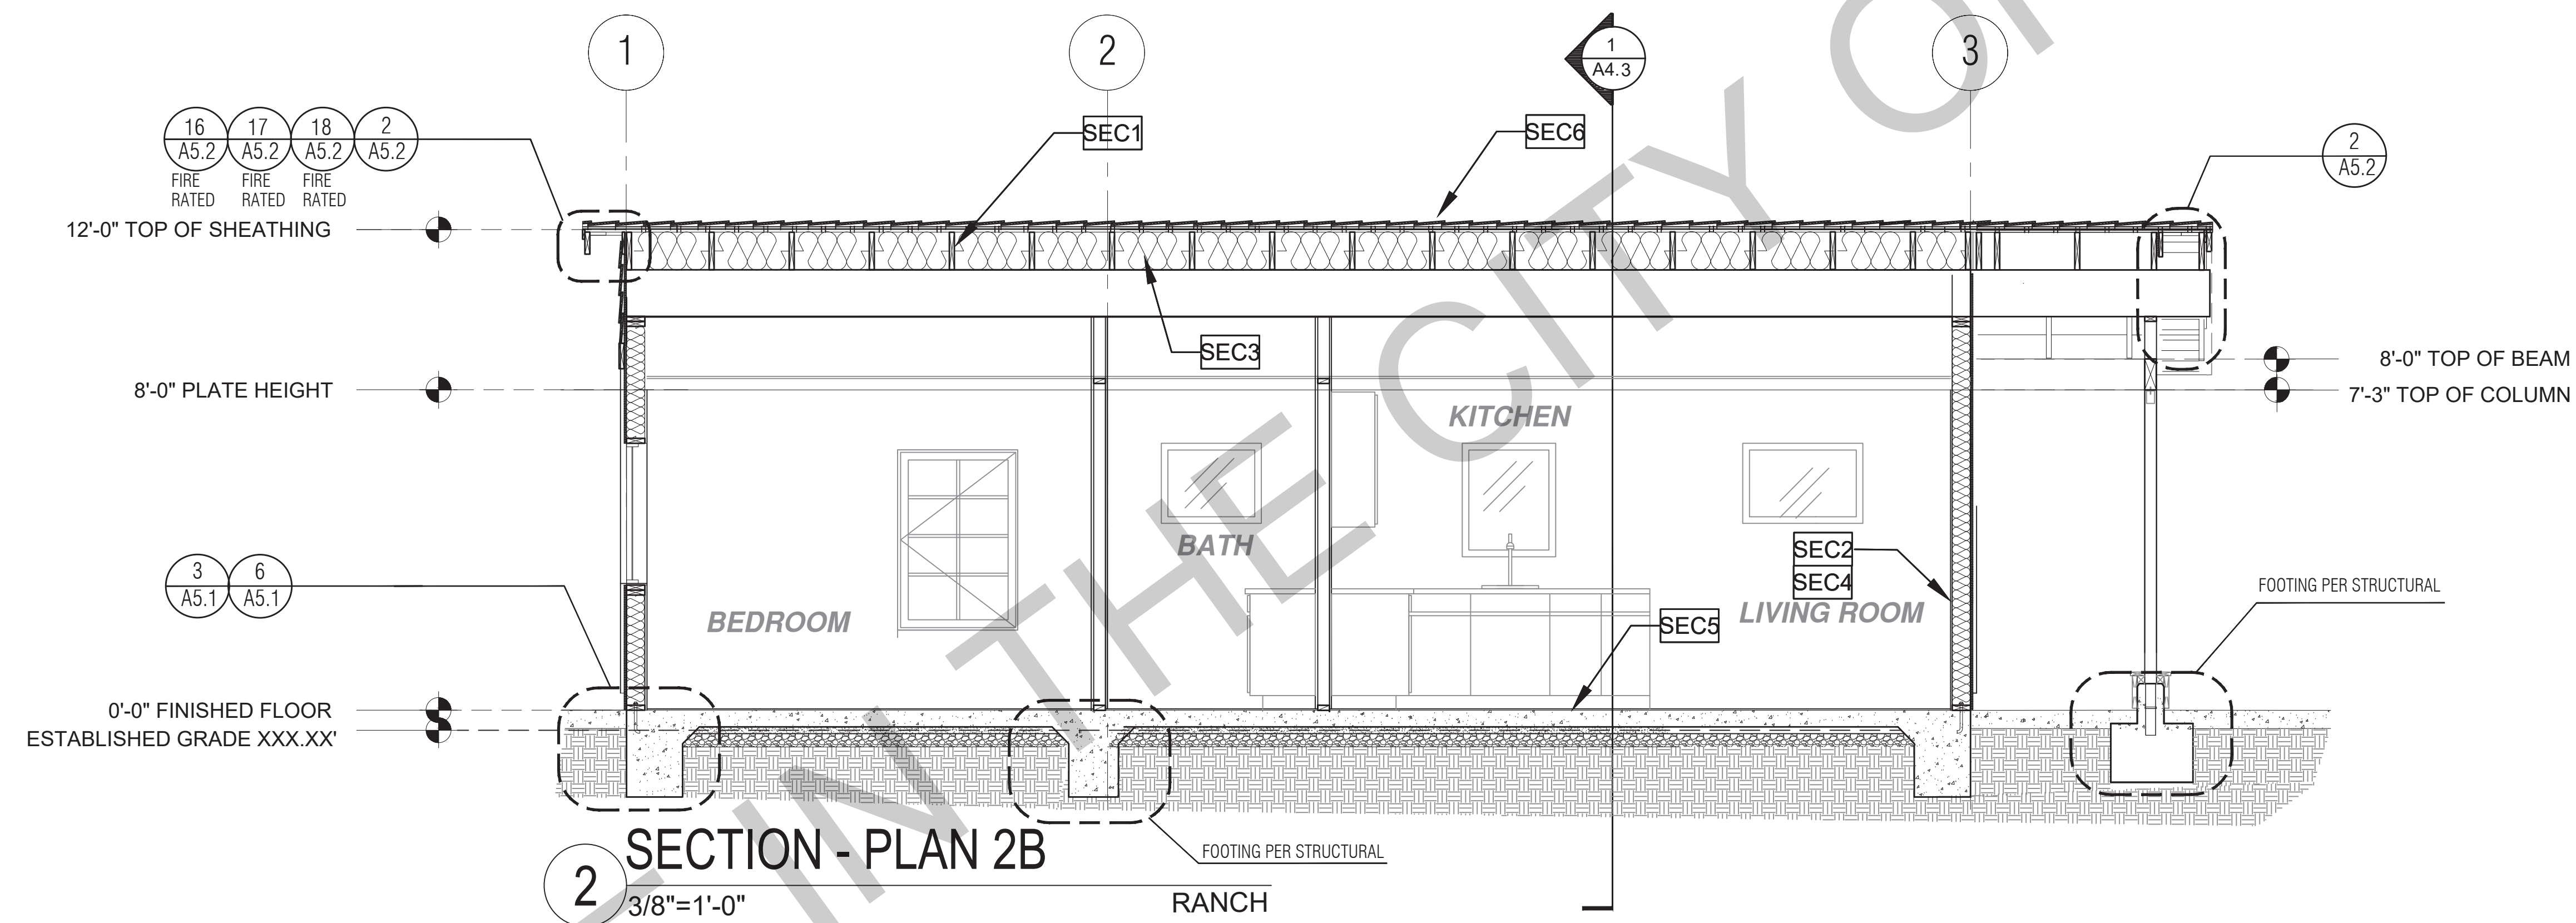 1
2
1
A4.3
3
16
A5.2
17
A5.2
18
A5.2
2
A5.2
FIRE
RATED
FIRE
RATED
FIRE
RATED
SEC1
SEC6
2
A5.2
12'-0" TOP OF SHEATHING
SEC3
8'-0" TOP OF BEAM
8'-0" PLATE HEIGHT
7'-3" TOP OF COLUMN
KITCHEN
BATH
SEC2
SEC4
3
A5.1
6
A5.1
FOOTING PER STRUCTURAL
BEDROOM
LIVING ROOM
SEC5
0'-0" FINISHED FLOOR
ESTABLISHED GRADE XXX.XX'
SECTION - PLAN 2B
FOOTING PER STRUCTURAL
2
3/8"=1'-0"
RANCH
IN THE CITY OF